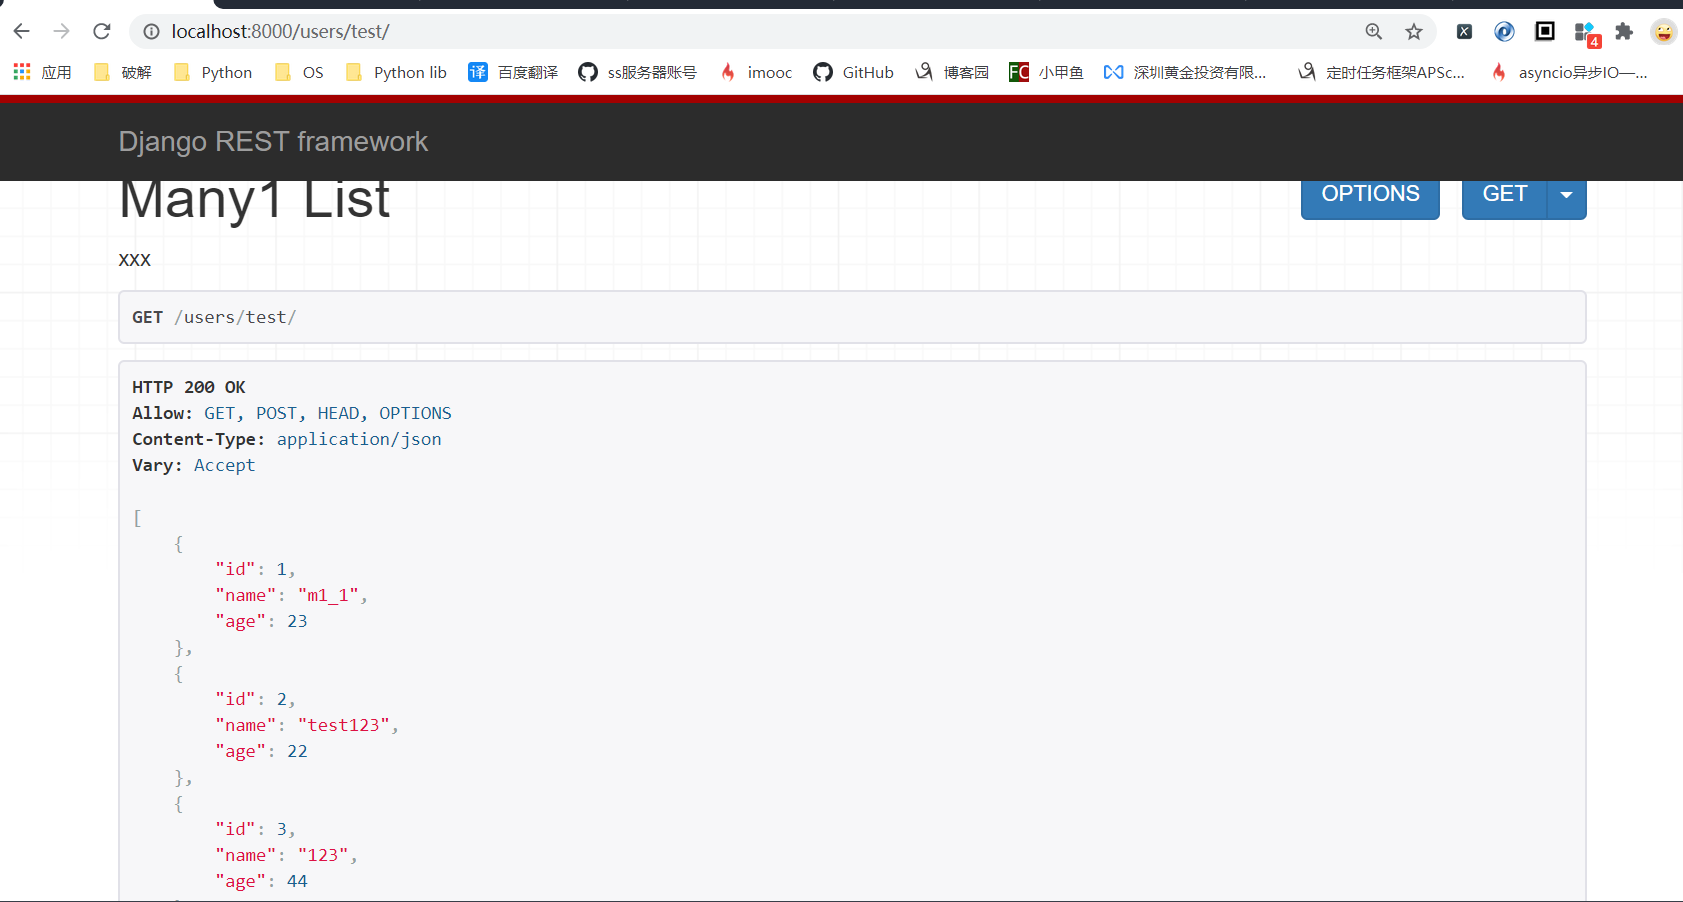 localhost:8000/users/test/
4
应用 破解 Python OS Python lib 译 百度翻译 ss服务器账号 imooc GitHub 博客园 FC 小甲鱼 深圳黄金投资有限... 定时任务框架APSc... asyncio异步IO—...
Django REST framework
Many1 List OPTIONS GET
xxx
GET /users/test/
HTTP 200 OK
Allow: GET, POST, HEAD, OPTIONS
Content-Type: application/json
Vary: Accept
[
{
"id": 1,
"name": "m1_1",
"age": 23
},
{
"id": 2,
"name": "test123",
"age": 22
},
{
"id": 3,
"name": "123",
"age": 44